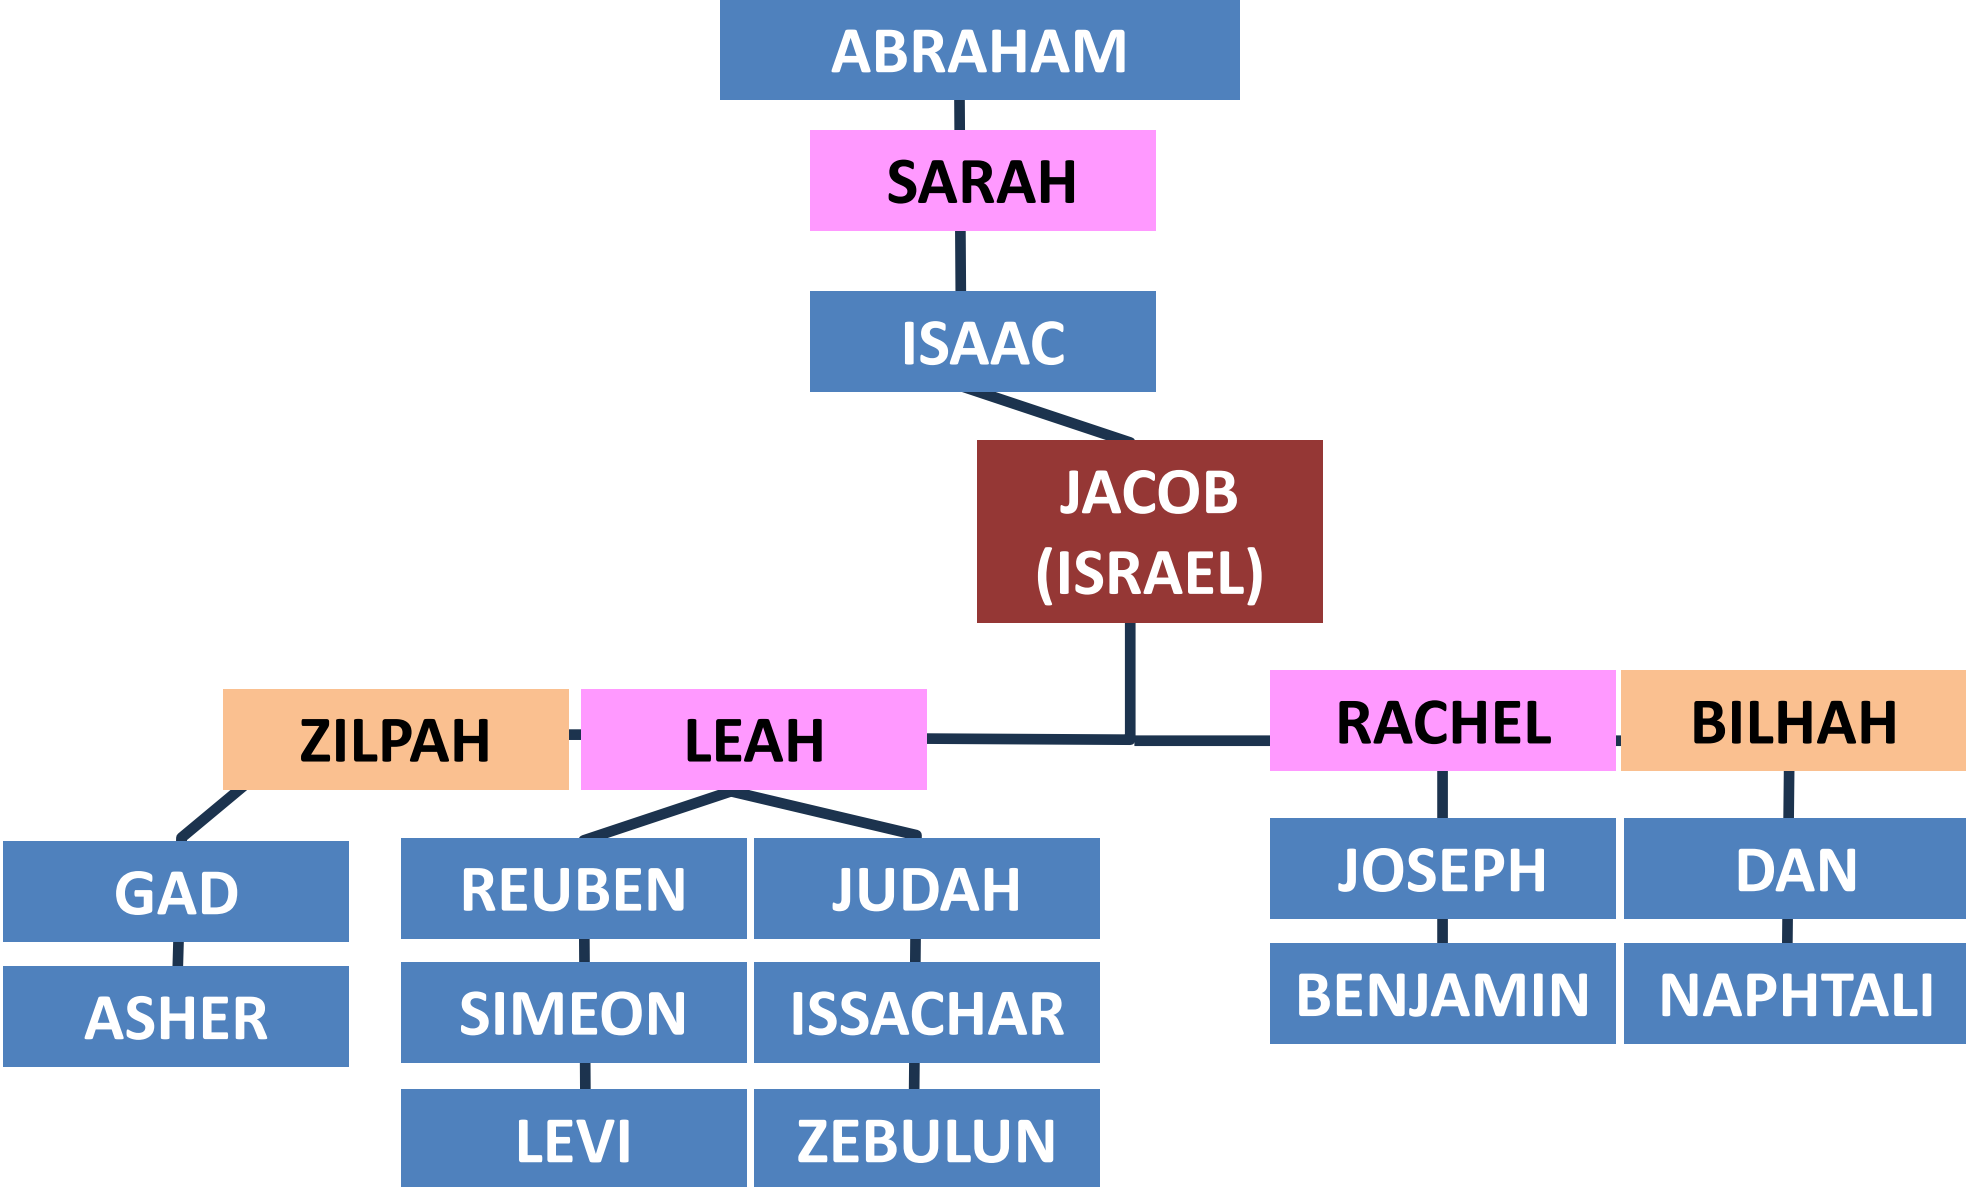 ABRAHAM
SARAH
ISAAC
JACOB
(ISRAEL)
ZILPAH
LEAH
RACHEL
BILHAH
GAD
ASHER
REUBEN
SIMEON
LEVI
JUDAH
ISSACHAR
ZEBULUN
JOSEPH
BENJAMIN
DAN
NAPHTALI